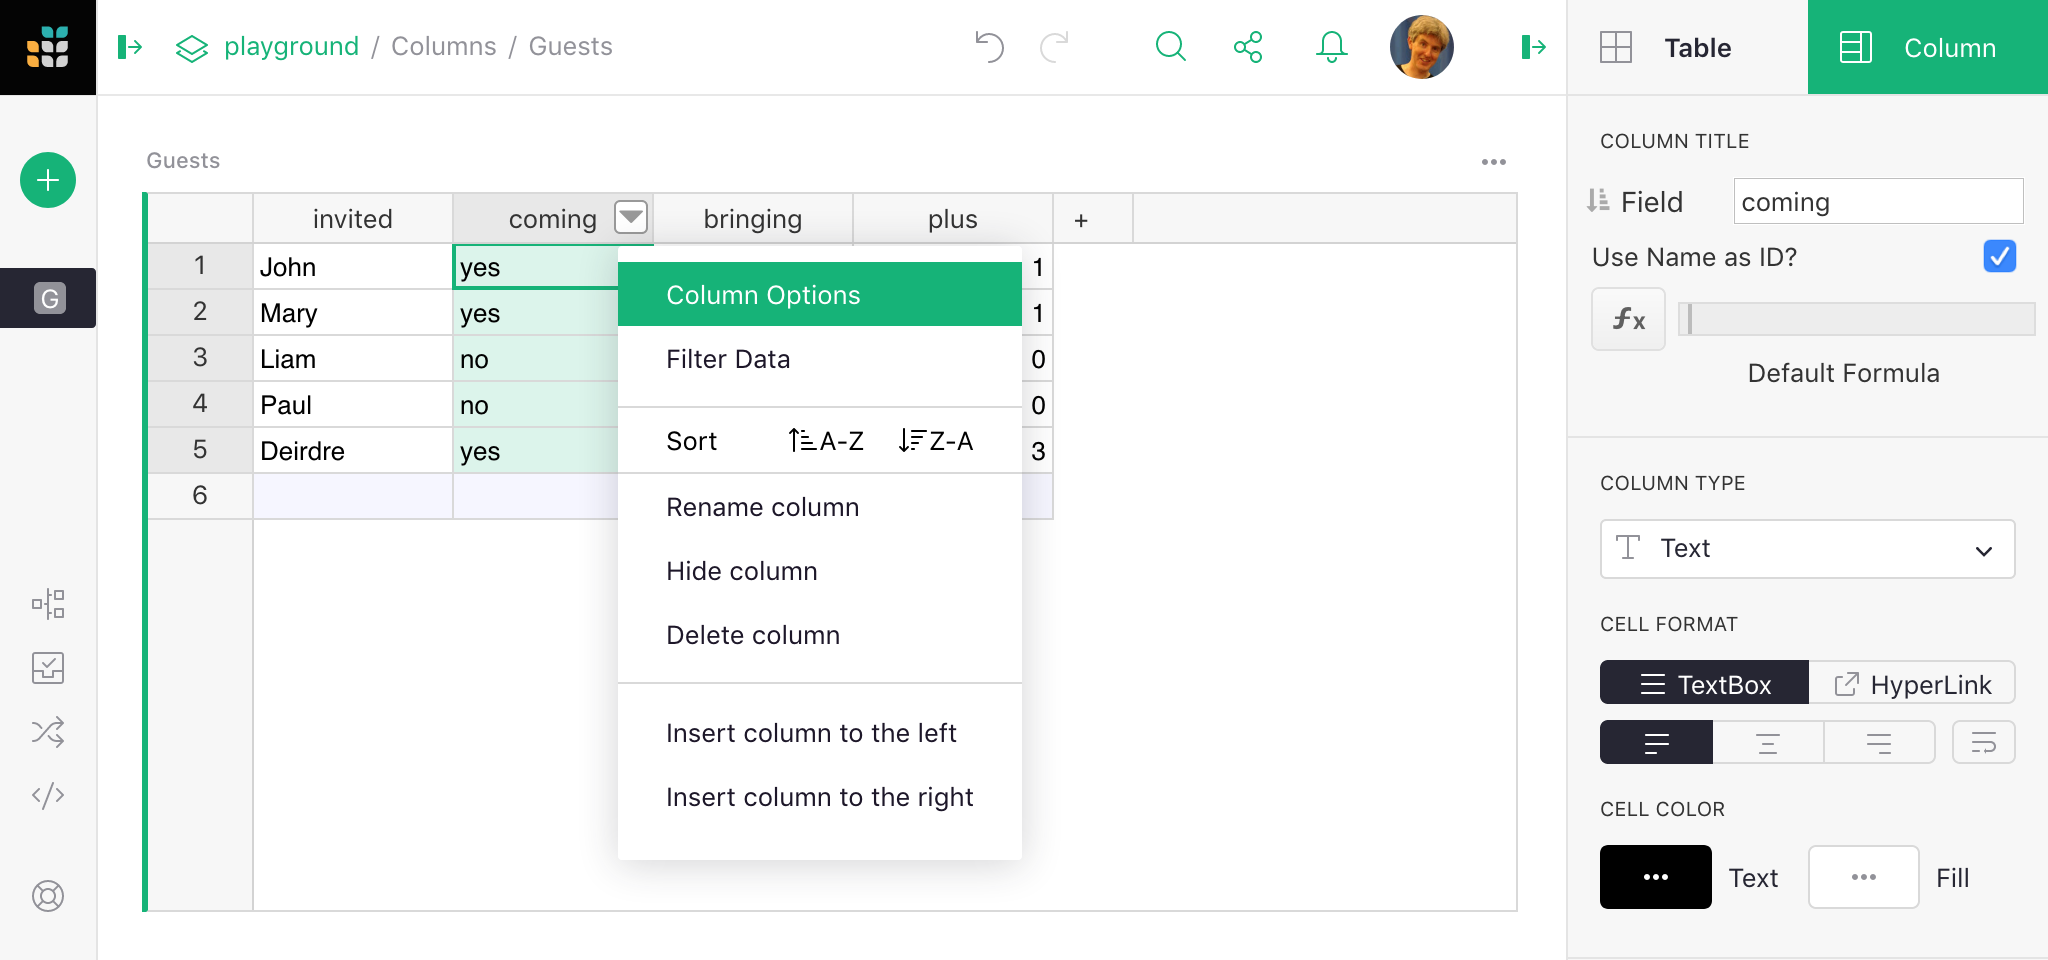 playground / Columns / Guests
Table
Column
G
Guests
invited coming bringing plus +
1 John yes 1
2 Mary yes 1
3 Liam no 0
4 Paul no 0
5 Deirdre yes 3
6
Column Options
Filter Data
Sort A-Z Z-A
Rename column
Hide column
Delete column
Insert column to the left
Insert column to the right
COLUMN TITLE
Field coming
Use Name as ID?
fx
Default Formula
COLUMN TYPE
T Text
CELL FORMAT
TextBox HyperLink
CELL COLOR
Text Fill